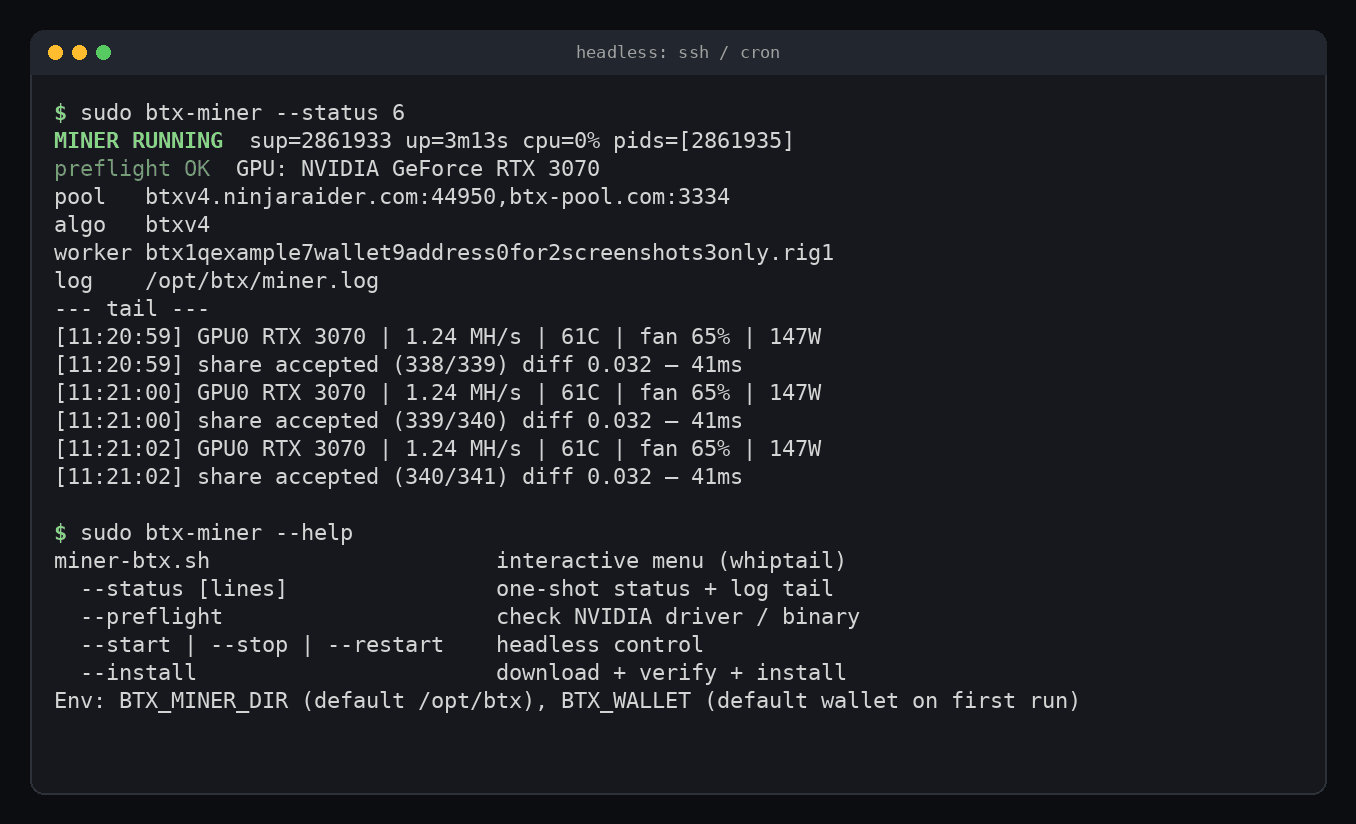 headless: ssh / cron
$ sudo btx-miner --status 6
MINER RUNNING  sup=2861933 up=3m13s cpu=0% pids=[2861935]
preflight OK  GPU: NVIDIA GeForce RTX 3070
pool   btxv4.ninjaraider.com:44950,btx-pool.com:3334
algo   btxv4
worker btx1qexample7wallet9address0for2screenshots3only.rig1
log    /opt/btx/miner.log
--- tail ---
[11:20:59] GPU0 RTX 3070 | 1.24 MH/s | 61C | fan 65% | 147W
[11:20:59] share accepted (338/339) diff 0.032 — 41ms
[11:21:00] GPU0 RTX 3070 | 1.24 MH/s | 61C | fan 65% | 147W
[11:21:00] share accepted (339/340) diff 0.032 — 41ms
[11:21:02] GPU0 RTX 3070 | 1.24 MH/s | 61C | fan 65% | 147W
[11:21:02] share accepted (340/341) diff 0.032 — 41ms
$ sudo btx-miner --help
miner-btx.sh                      interactive menu (whiptail)
  --status [lines]                one-shot status + log tail
  --preflight                     check NVIDIA driver / binary
  --start | --stop | --restart    headless control
  --install                       download + verify + install
Env: BTX_MINER_DIR (default /opt/btx), BTX_WALLET (default wallet on first run)